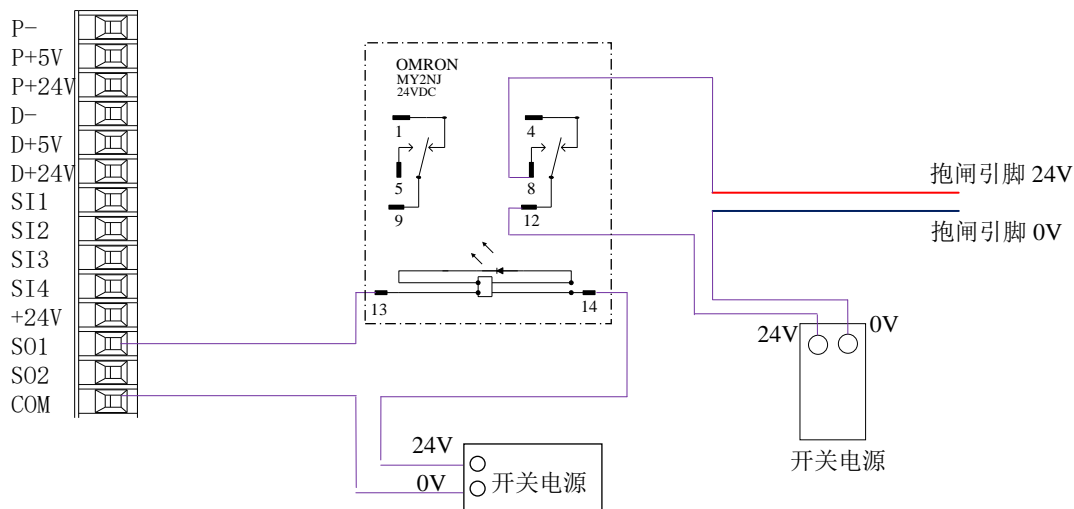 P-
P+5V
P+24V
D-
D+5V
D+24V
SI1
SI2
SI3
SI4
+24V
SO1
SO2
COM
OMRON
MY2NJ
24VDC
1
4
5
8
9
12
13
14
抱闸引脚 24V
抱闸引脚 0V
24V
0V
开关电源
24V
0V
开关电源